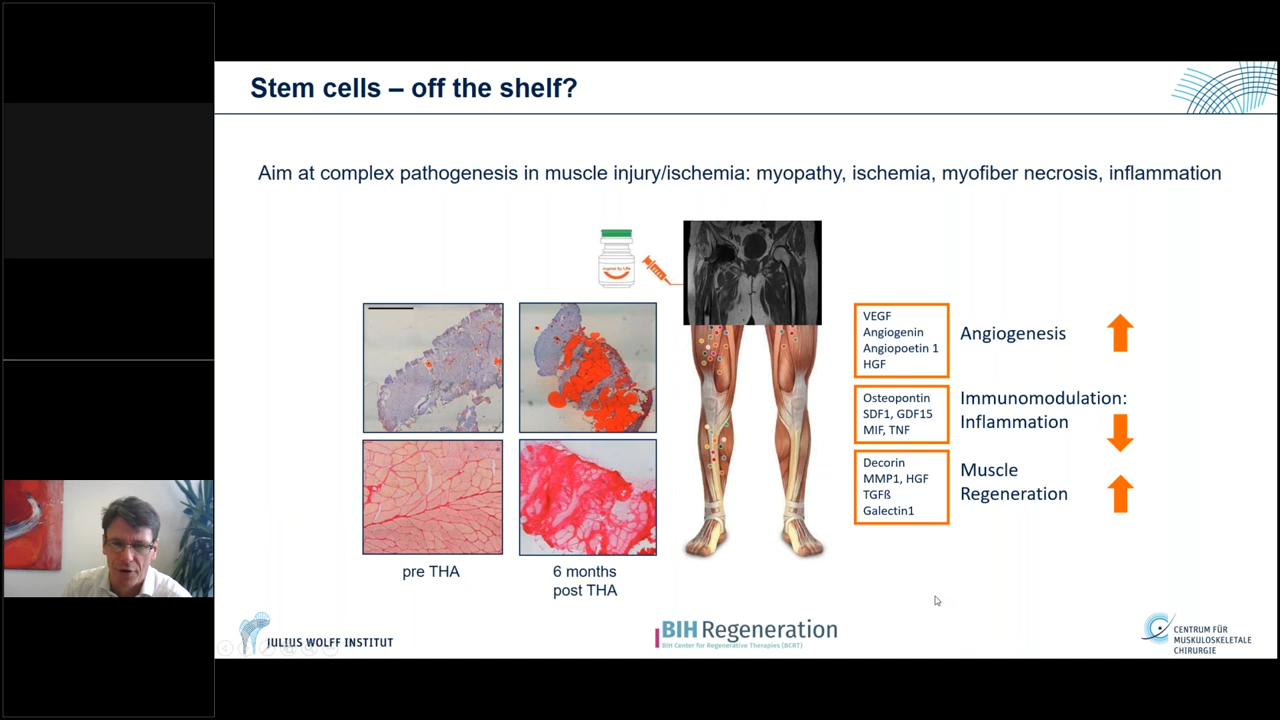 Stem cells – off the shelf?
Aim at complex pathogenesis in muscle injury/ischemia: myopathy, ischemia, myofiber necrosis, inflammation
VEGF
Angiogenin
Angiopoetin 1
HGF
Angiogenesis
Osteopontin
SDF1, GDF15
MIF, TNF
Immunomodulation:
Inflammation
Decorin
MMP1, HGF
TGFß
Galectin1
Muscle
Regeneration
pre THA
6 months
post THA
JULIUS WOLFF INSTITUT
BIH Regeneration
BIH Center for Regenerative Therapies (BCRT)
CENTRUM FÜR
MUSKULOSKELETALE
CHIRURGIE